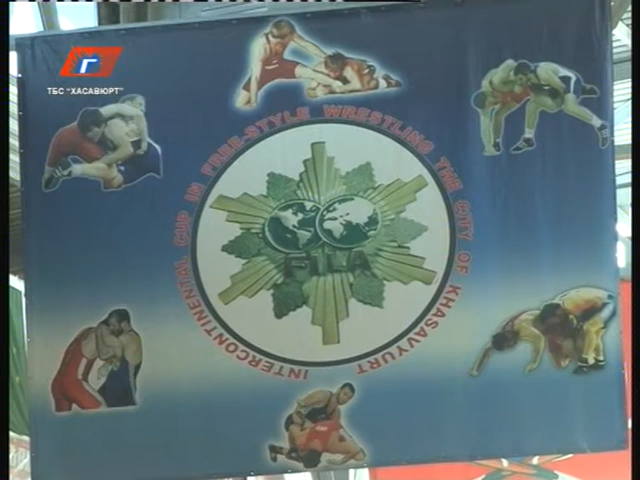 Г
ТБС "ХАСАВЮРТ"
INTERCONTINENTAL CUP IN FREE-STYLE WRESTLING THE CITY OF KHASAVYURT
FILA